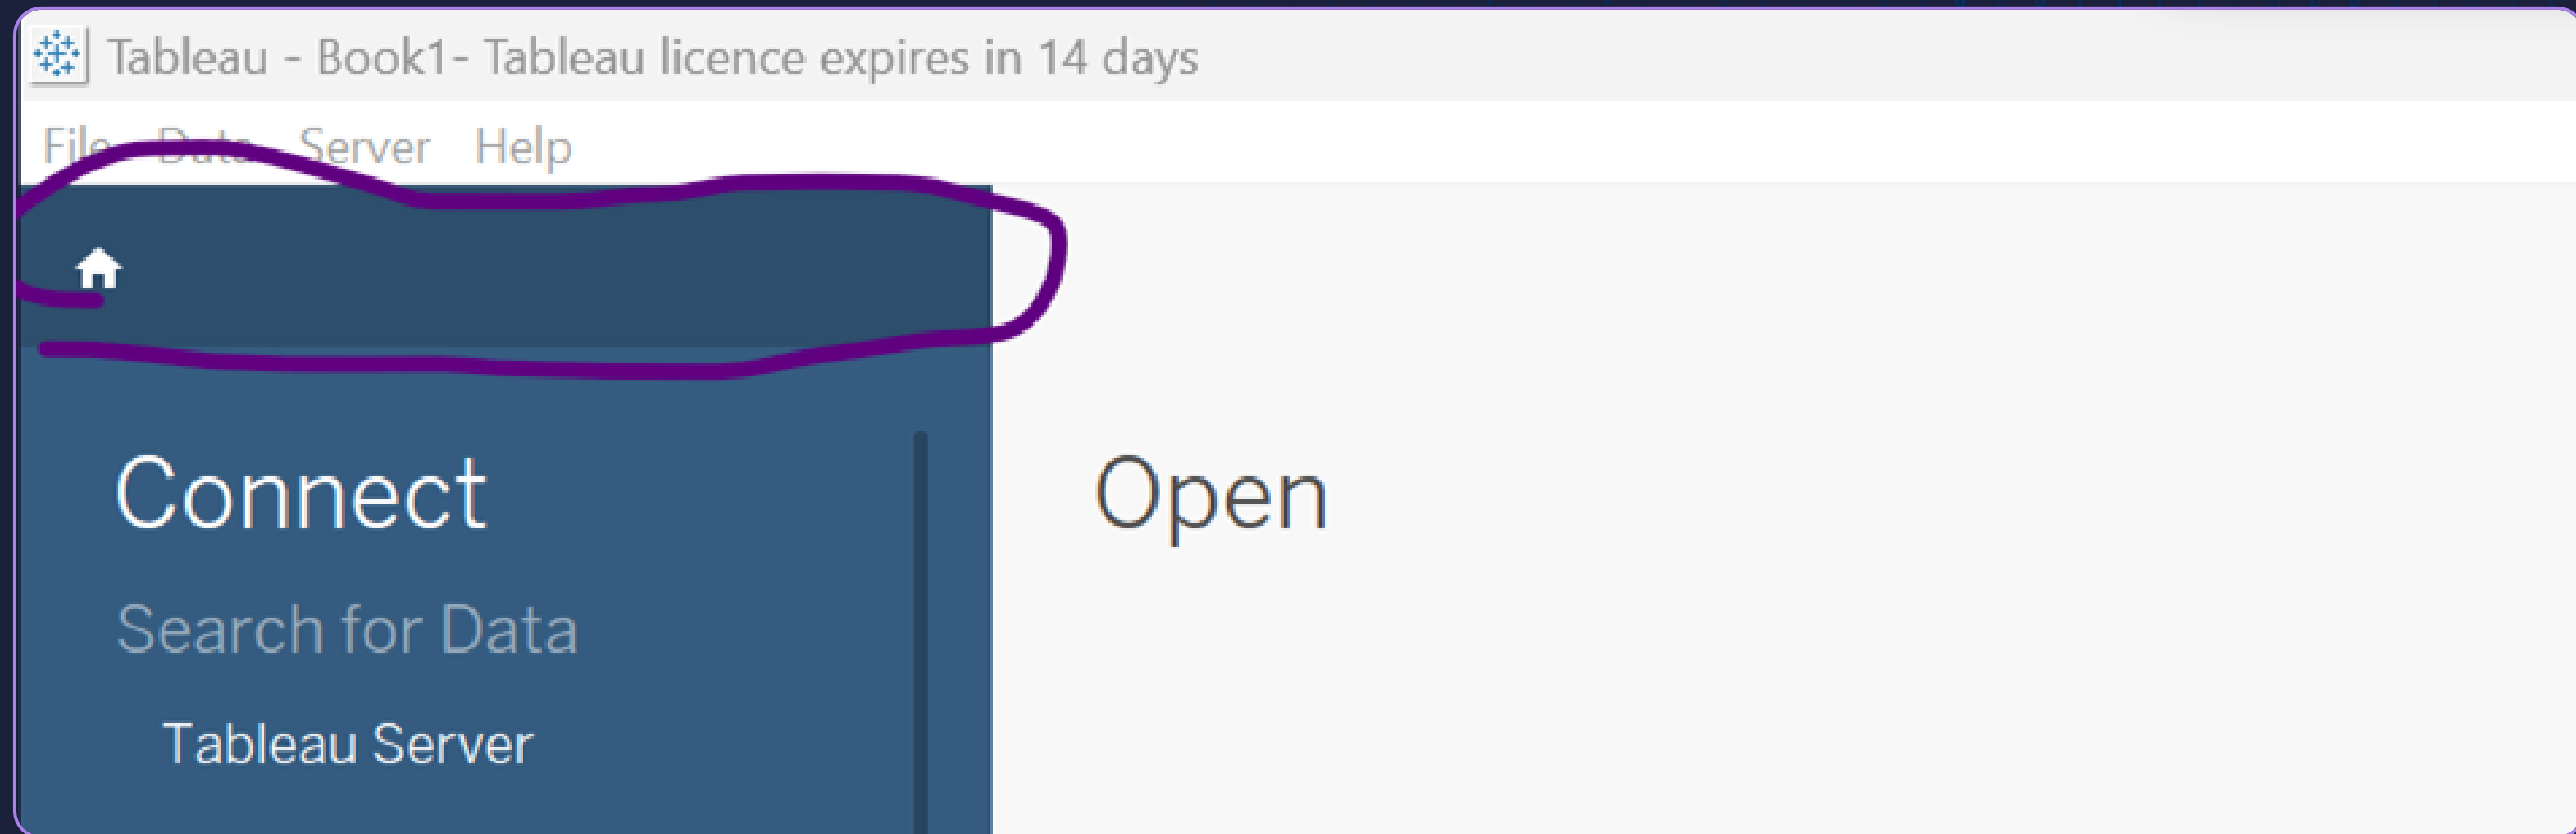 Tableau - Book1- Tableau licence expires in 14 days
File Data Server Help
Connect
Open
Search for Data
Tableau Server